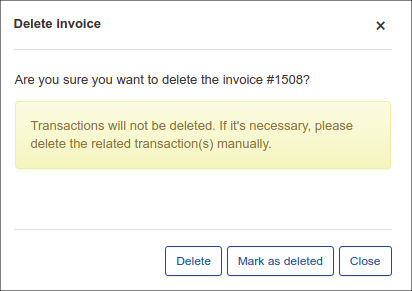 Delete invoice
×
Are you sure you want to delete the invoice #1508?
Transactions will not be deleted. If it's necessary, please
delete the related transaction(s) manually.
Delete
Mark as deleted
Close